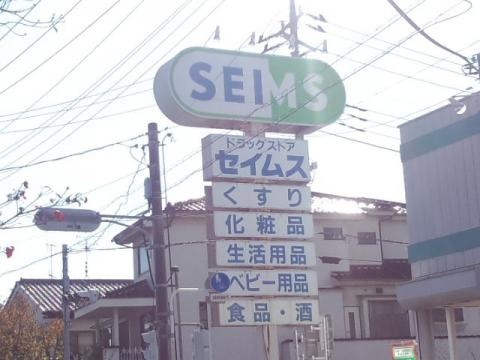 SEIMS
ドラッグストア
セイムス
くすり
化粧品
生活用品
ベビー用品
食品・酒